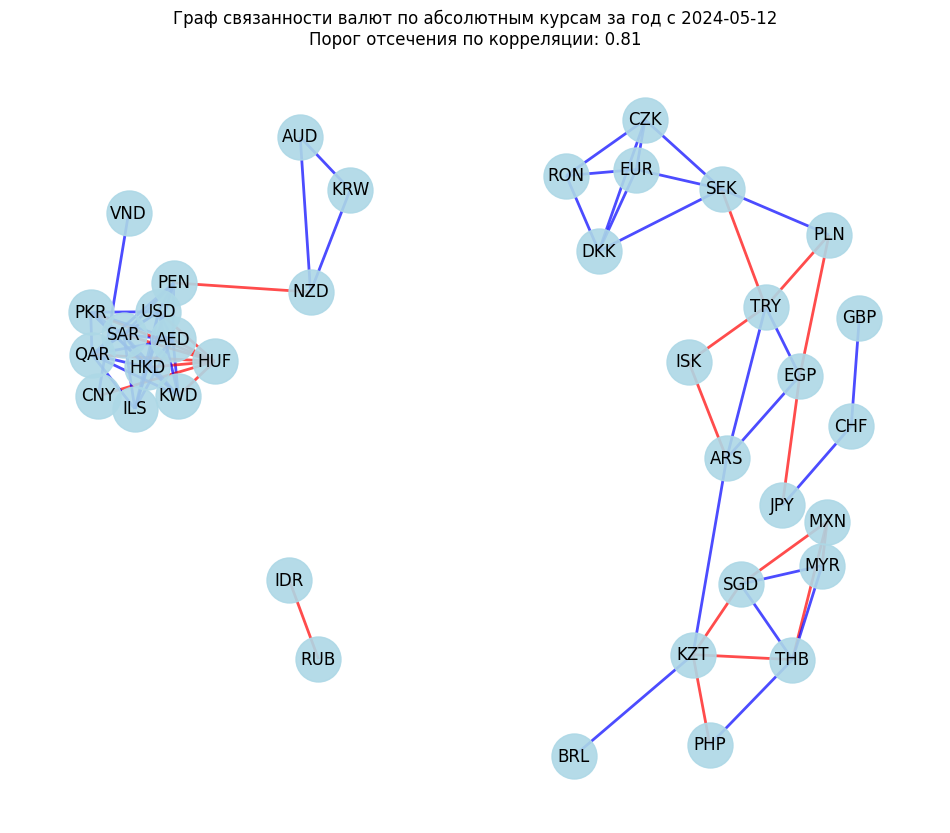 Граф связанности валют по абсолютным курсам за год с 2024-05-12
Порог отсечения по корреляции: 0.81
CZK
AUD
EUR
RON
SEK
KRW
VND
PLN
DKK
PEN
NZD
TRY
USD
PKR
GBP
SAR
AED
QAR
HUF
ISK
HKD
EGP
CNY
KWD
ILS
CHF
ARS
JPY
MXN
MYR
IDR
SGD
KZT
RUB
THB
PHP
BRL